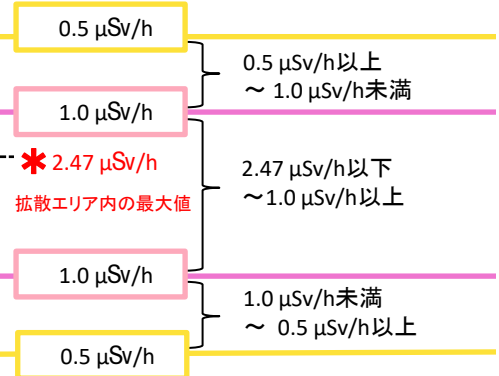 0.5 μSv/h
0.5 μSv/h以上
～ 1.0 μSv/h未満
1.0 μSv/h
＊ 2.47 μSv/h
拡散エリア内の最大値
2.47 μSv/h以下
～1.0 μSv/h以上
1.0 μSv/h
1.0 μSv/h未満
～ 0.5 μSv/h以上
0.5 μSv/h